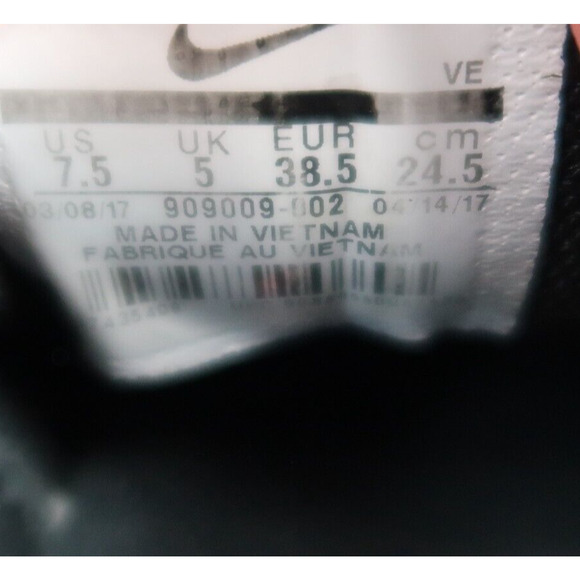 VE
US UK EUR cm
7.5 5 38.5 24.5
03/08/17 909009-002 04/14/17
MADE IN VIETNAM
FABRIQUE AU VIETNAM